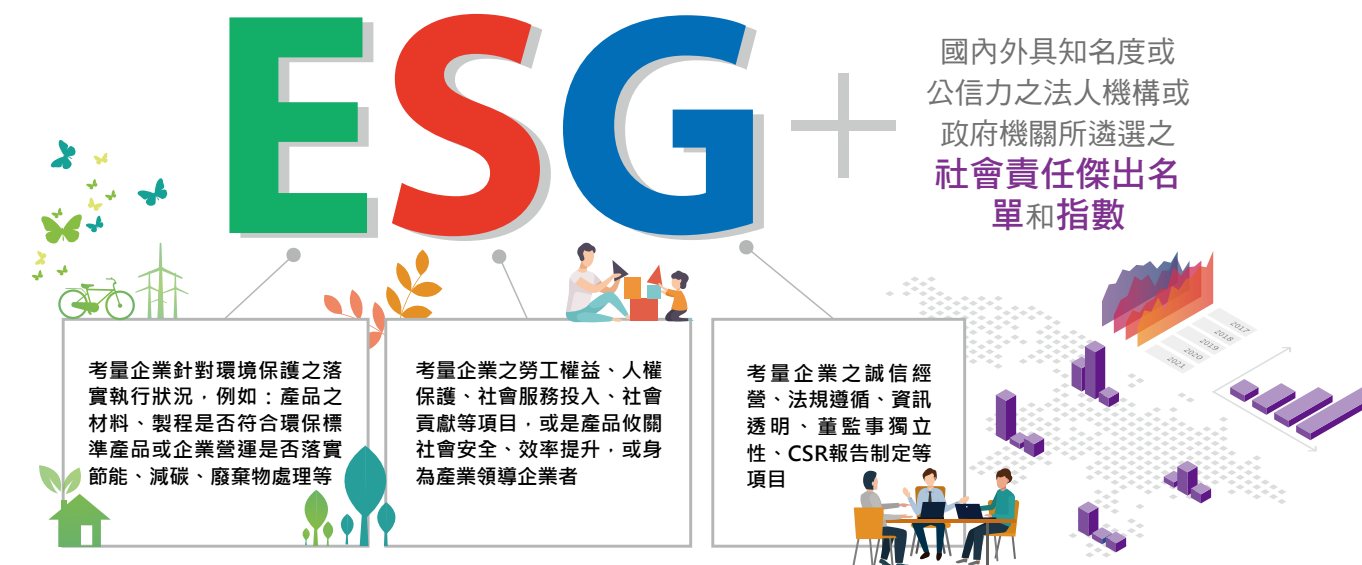 ESG+
國內外具知名度或
公信力之法人機構或
政府機關所遴選之
社會責任傑出名
單和指數
考量企業針對環境保護之落
實執行狀況，例如：產品之
材料、製程是否符合環保標
準產品或企業營運是否落實
節能、減碳、廢棄物處理等
考量企業之勞工權益、人權
保護、社會服務投入、社會
貢獻等項目，或是產品攸關
社會安全、效率提升，或身
為產業領導企業者
考量企業之誠信經
營、法規遵循、資訊
透明、董監事獨立
性、CSR報告制定等
項目
2017
2018
2019
2020
2021